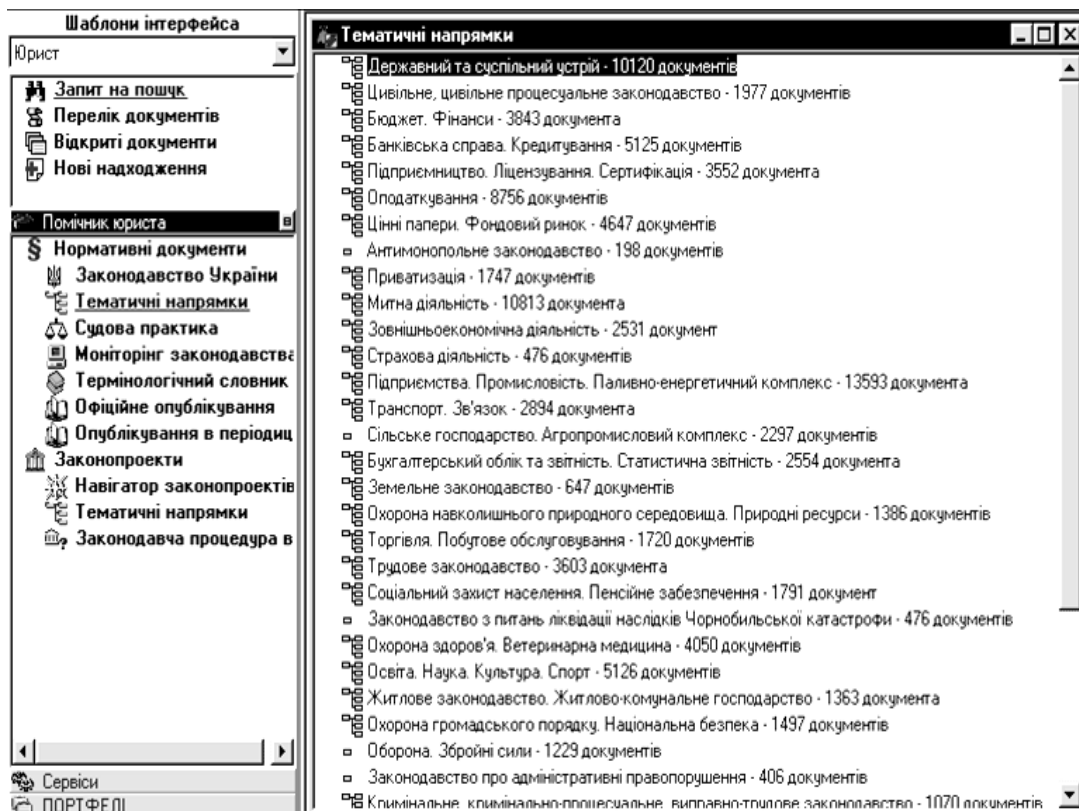 Шаблони інтерфейса
Юрист
Запит на пошук
Перелік документів
Відкриті документи
Нові надходження
Помічник юриста
§ Нормативні документи
Законодавство України
Тематичні напрямки
Судова практика
Моніторінг законодавства
Термінологічний словник
Офіційне опублікування
Опублікування в періодиц
Законопроекти
Навігатор законопроектів
Тематичні напрямки
Законодавча процедура в
Сервіси
ПОРТФЕЛІ
Тематичні напрямки
Державний та суспільний устрій - 10120 документів
Цивільне, цивільне процесуальне законодавство - 1977 документів
Бюджет. Фінанси - 3843 документа
Банківська справа. Кредитування - 5125 документів
Підприємництво. Ліцензування. Сертифікація - 3552 документа
Оподаткування - 8756 документів
Цінні папери. Фондовий ринок - 4647 документів
Антимонопольне законодавство - 198 документів
Приватизація - 1747 документів
Митна діяльність - 10813 документа
Зовнішньоекономічна діяльність - 2531 документ
Страхова діяльність - 476 документів
Підприємства. Промисловість. Паливно-енергетичний комплекс - 13593 документа
Транспорт. Зв'язок - 2894 документа
Сільське господарство. Агропромисловий комплекс - 2297 документів
Бухгалтерський облік та звітність. Статистична звітність - 2554 документа
Земельне законодавство - 647 документів
Охорона навколишнього природного середовища. Природні ресурси - 1386 документів
Торгівля. Побутове обслуговування - 1720 документів
Трудове законодавство - 3603 документа
Соціальний захист населення. Пенсійне забезпечення - 1791 документ
Законодавство з питань ліквідації наслідків Чорнобильської катастрофи - 476 документів
Охорона здоров'я. Ветеринарна медицина - 4050 документів
Освіта. Наука. Культура. Спорт - 5126 документів
Житлове законодавство. Житлово-комунальне господарство - 1363 документа
Охорона громадського порядку. Національна безпека - 1497 документів
Оборона. Збройні сили - 1229 документів
Законодавство про адміністративні правопорушення - 406 документів
Кримінальне, кримінально-процесуальне, виправно-трудове законодавство - 1070 документів